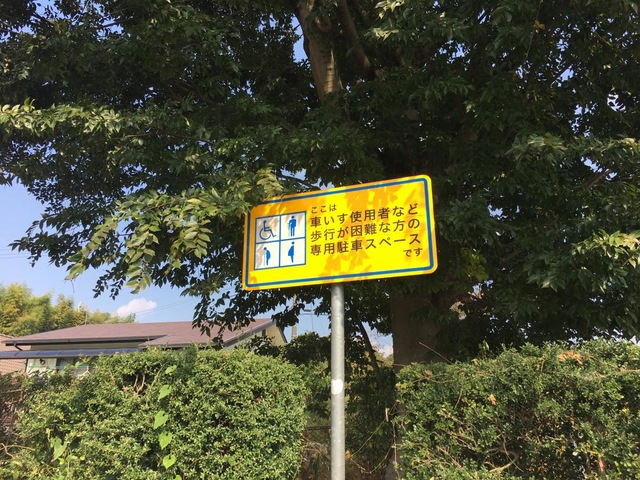 ここは
車いす使用者など
歩行が困難な方の
専用駐車スペース
です